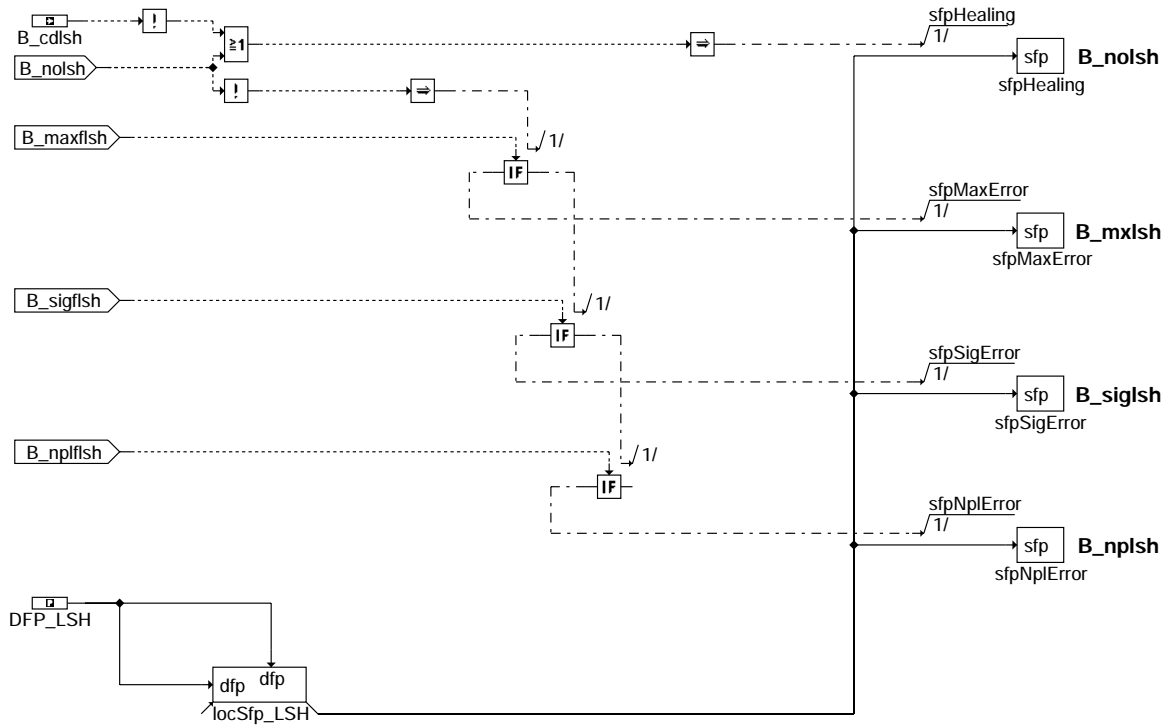 sfpHealing
!
1/
B_cdlsh
≥1
⇒
sfp
B_nolsh
B_nolsh
sfpHealing
!
⇒
B_maxflsh
1/
IF
sfpMaxError
1/
sfp
B_mxlsh
sfpMaxError
B_sigflsh
1/
IF
sfpSigError
1/
sfp
B_siglsh
sfpSigError
B_nplflsh
1/
IF
sfpNplError
1/
sfp
B_nplsh
sfpNplError
P
DFP_LSH
dfp
dfp
locSfp_LSH